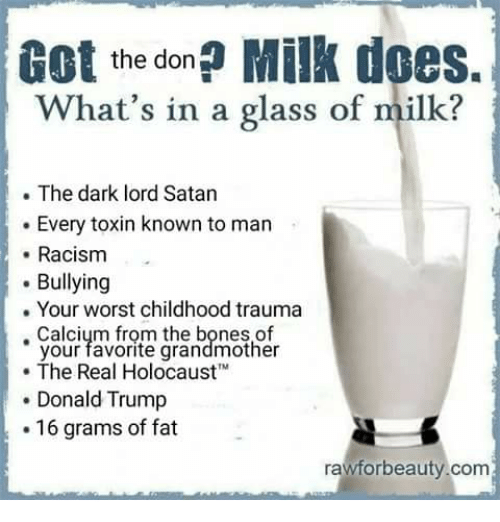 Got the don? Milk does.
What's in a glass of milk?
• The dark lord Satan
• Every toxin known to man
• Racism
• Bullying
• Your worst childhood trauma
• Calcium from the bones of
your favorite grandmother
• The Real Holocaust™
• Donald Trump
• 16 grams of fat
rawforbeauty.com